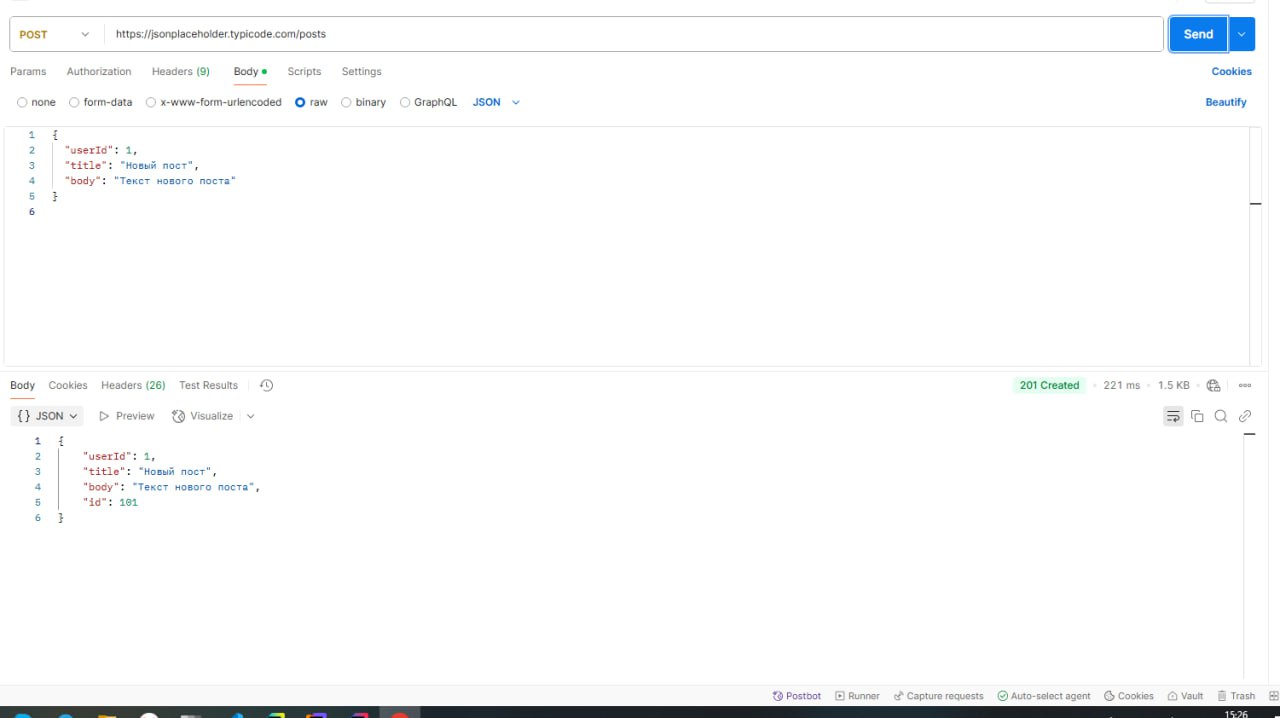 POST https://jsonplaceholder.typicode.com/posts Send
Params Authorization Headers (9) Body Scripts Settings Cookies
none form-data x-www-form-urlencoded raw binary GraphQL JSON Beautify
1 {
2 "userId": 1,
3 "title": "Новый пост",
4 "body": "Текст нового поста"
5 }
6
Body Cookies Headers (26) Test Results 201 Created 221 ms 1.5 KB
{} JSON Preview Visualize
1 {
2 "userId": 1,
3 "title": "Новый пост",
4 "body": "Текст нового поста",
5 "id": 101
6 }
Postbot Runner Capture requests Auto-select agent Cookies Vault Trash
15:26